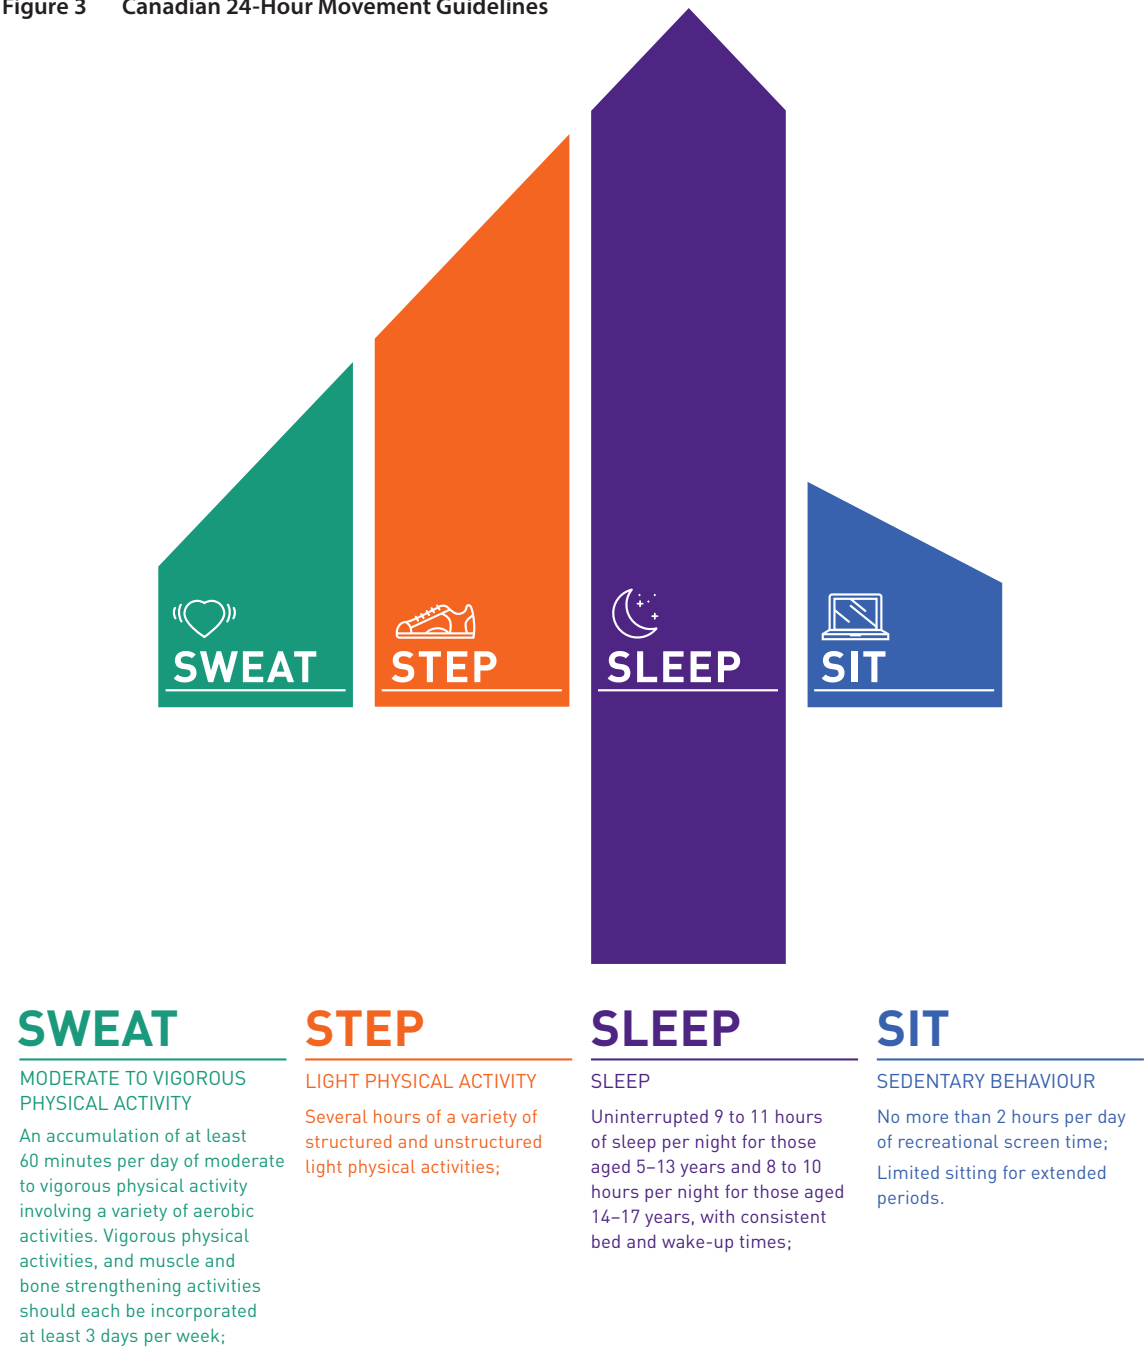 Figure 3 Canadian 24-Hour Movement Guidelines
SWEAT
STEP
SLEEP
SIT
SWEAT
MODERATE TO VIGOROUS
PHYSICAL ACTIVITY
An accumulation of at least
60 minutes per day of moderate
to vigorous physical activity
involving a variety of aerobic
activities. Vigorous physical
activities, and muscle and
bone strengthening activities
should each be incorporated
at least 3 days per week;
STEP
LIGHT PHYSICAL ACTIVITY
Several hours of a variety of
structured and unstructured
light physical activities;
SLEEP
SLEEP
Uninterrupted 9 to 11 hours
of sleep per night for those
aged 5–13 years and 8 to 10
hours per night for those aged
14–17 years, with consistent
bed and wake-up times;
SIT
SEDENTARY BEHAVIOUR
No more than 2 hours per day
of recreational screen time;
Limited sitting for extended
periods.